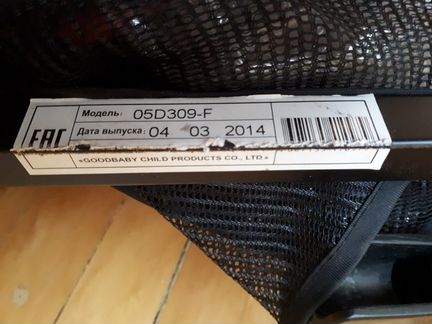 Модель: 05D309-F
EAC Дата выпуска: 04 03 2014
«GOODBABY CHILD PRODUCTS CO., LTD.»